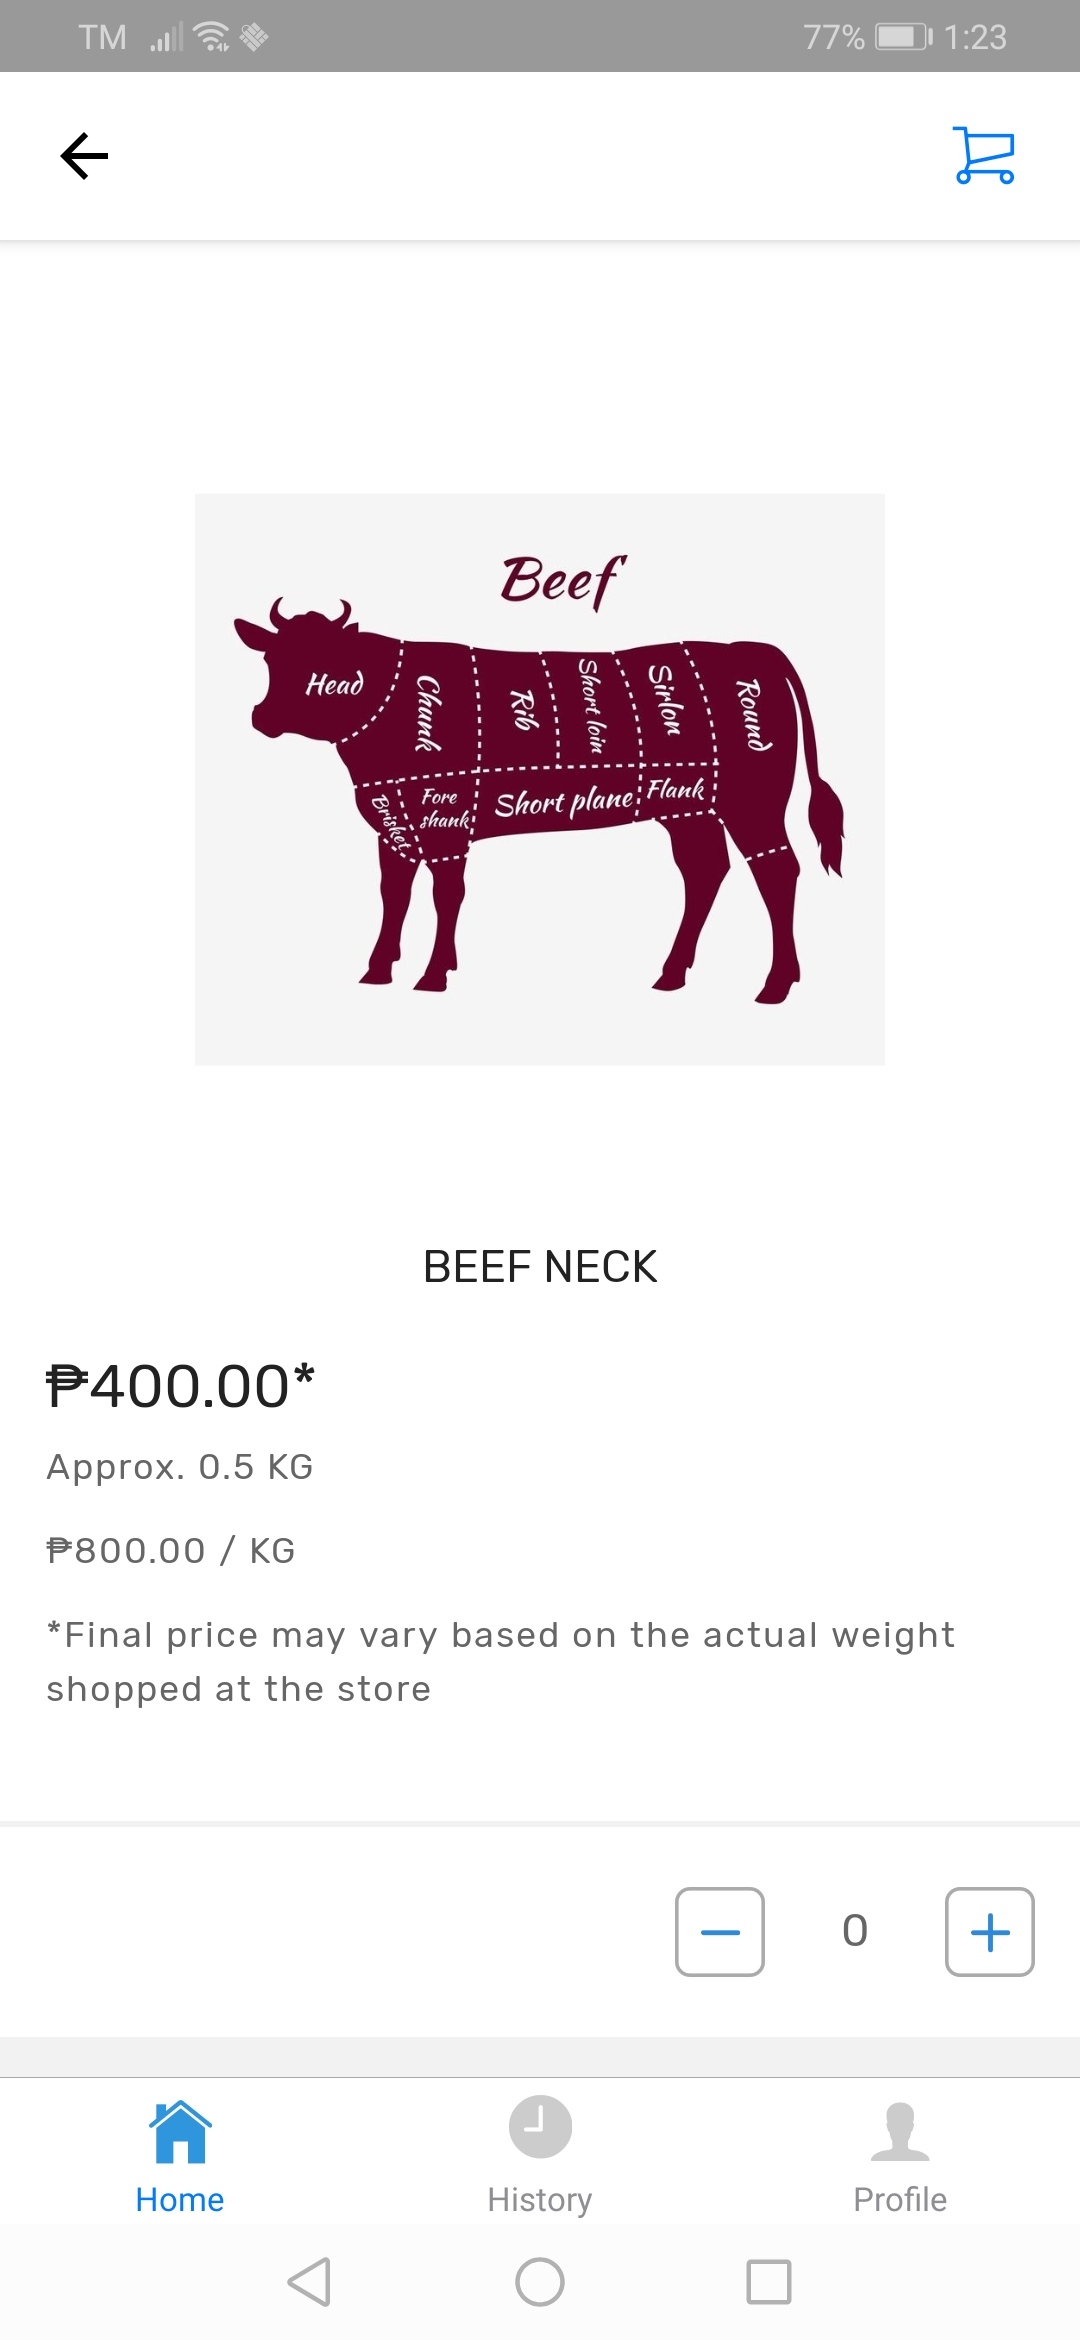 TM 77% 1:23
Beef
Head
Chunk
Rib
Short loin
Sirlon
Round
Brisket
Fore
shank
Short plane
Flank
BEEF NECK
₱400.00*
Approx. 0.5 KG
₱800.00 / KG
*Final price may vary based on the actual weight
shopped at the store
0
Home History Profile